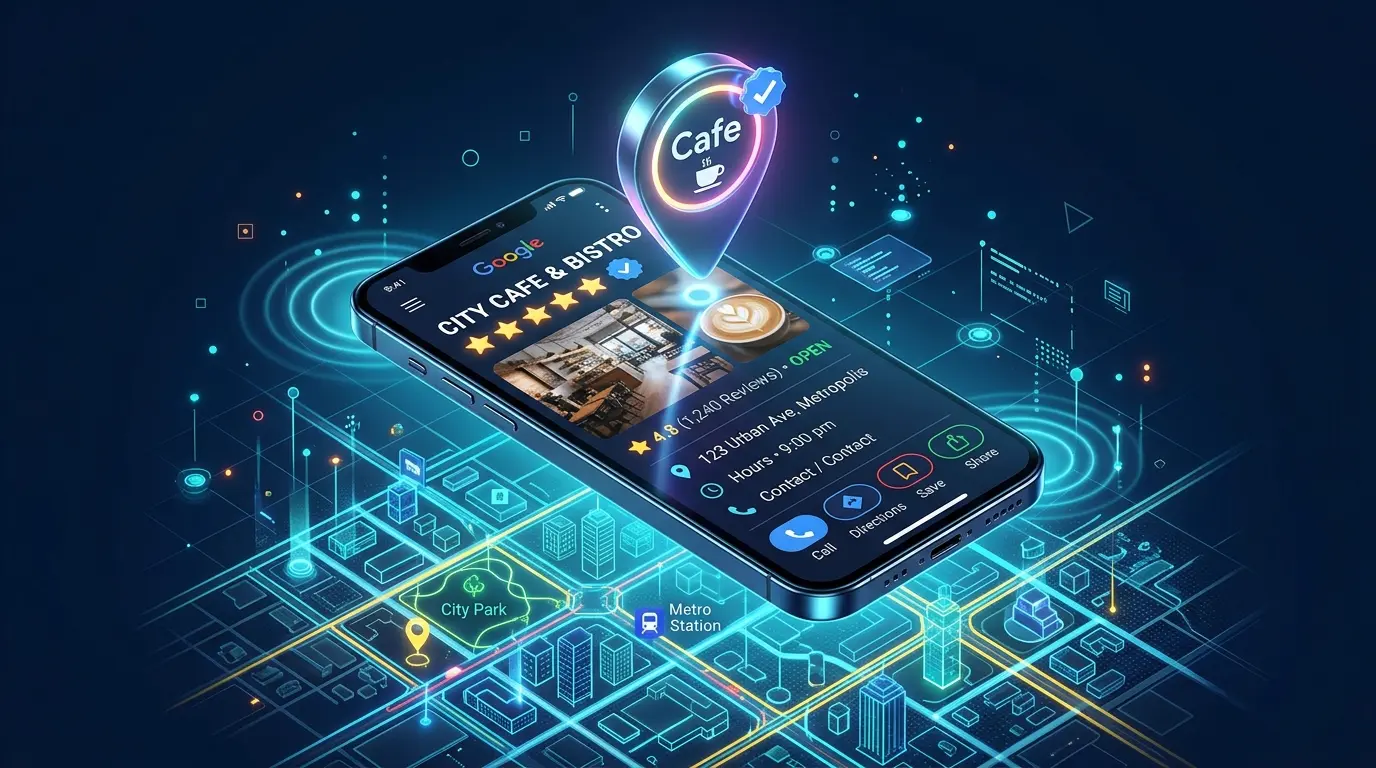 Cafe
Google
CITY CAFE & BISTRO
4.8 (1,240 Reviews) • OPEN
123 Urban Ave, Metropolis
Hours • 9:00 pm
Contact / Contact
Call
Directions
Save
Share
City Park
Metro
Station